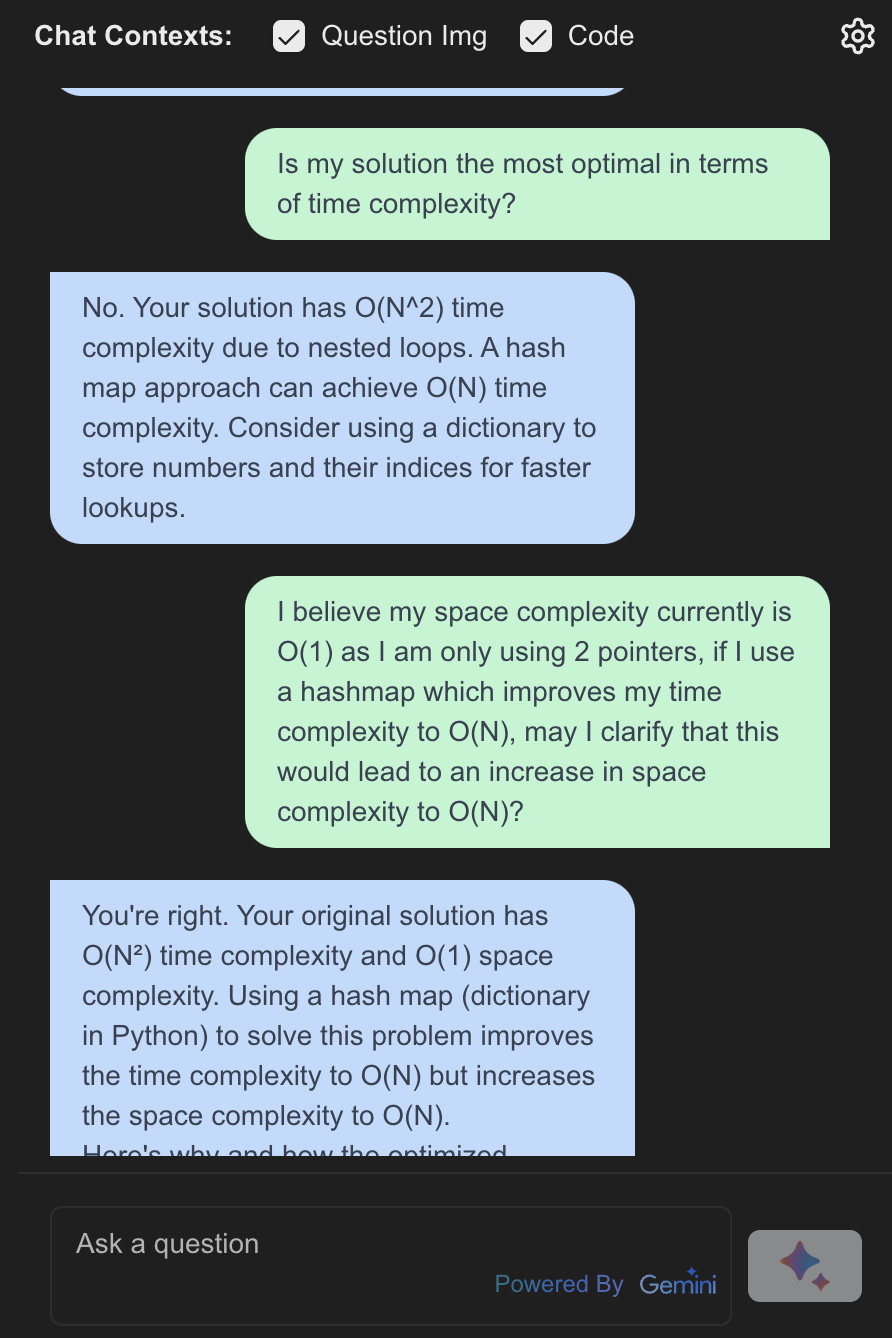 Chat Contexts: Question Img Code
Is my solution the most optimal in terms
of time complexity?
No. Your solution has O(N^2) time
complexity due to nested loops. A hash
map approach can achieve O(N) time
complexity. Consider using a dictionary to
store numbers and their indices for faster
lookups.
I believe my space complexity currently is
O(1) as I am only using 2 pointers, if I use
a hashmap which improves my time
complexity to O(N), may I clarify that this
would lead to an increase in space
complexity to O(N)?
You're right. Your original solution has
O(N²) time complexity and O(1) space
complexity. Using a hash map (dictionary
in Python) to solve this problem improves
the time complexity to O(N) but increases
the space complexity to O(N).
Here's why and how the optimized
Ask a question
Powered By Gemini